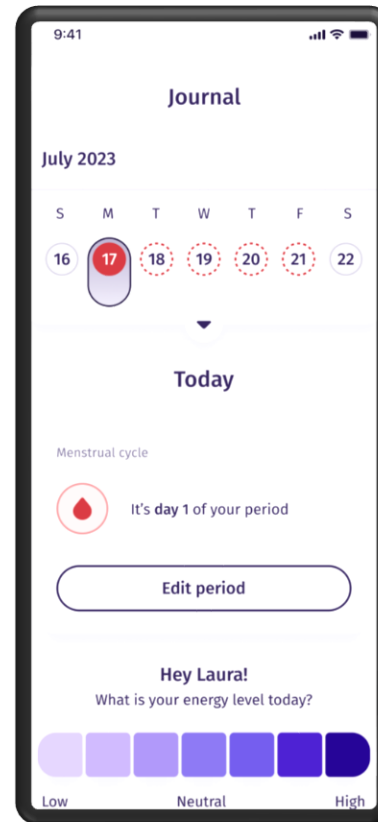 9:41
Journal
July 2023
S M T W T F S
16 17 18 19 20 21 22
Today
Menstrual cycle
It’s day 1 of your period
Edit period
Hey Laura!
What is your energy level today?
Low Neutral High